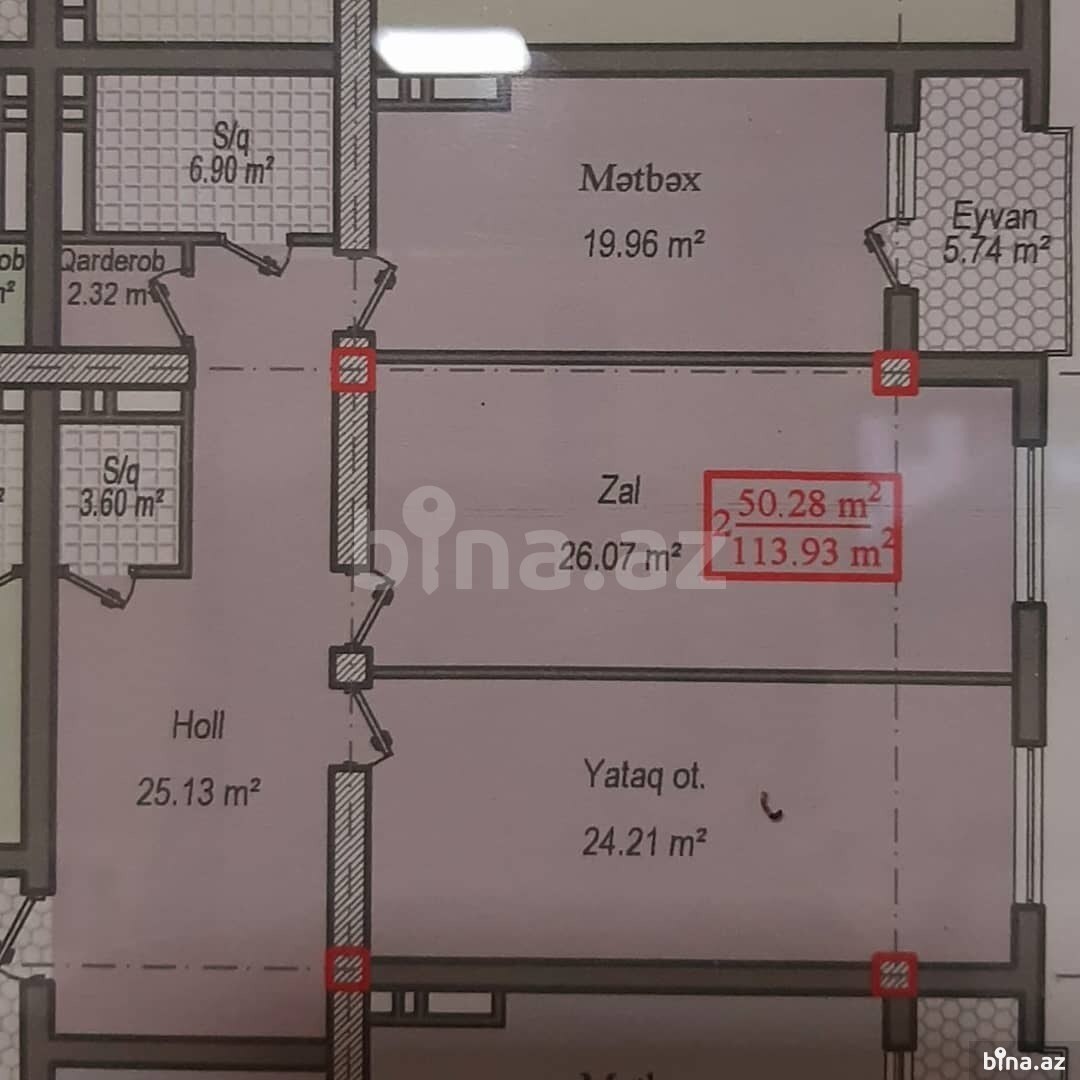 S/q
6.90 m²
Mətbəx
19.96 m²
Eyvan
5.74 m²
ob
m²
Qarderob
2.32 m
S/q
3.60 m²
Zal
26.07 m²
2 50.28 m²
113.93 m²
bina.az
Holl
25.13 m²
Yataq ot.
24.21 m²
bina.az